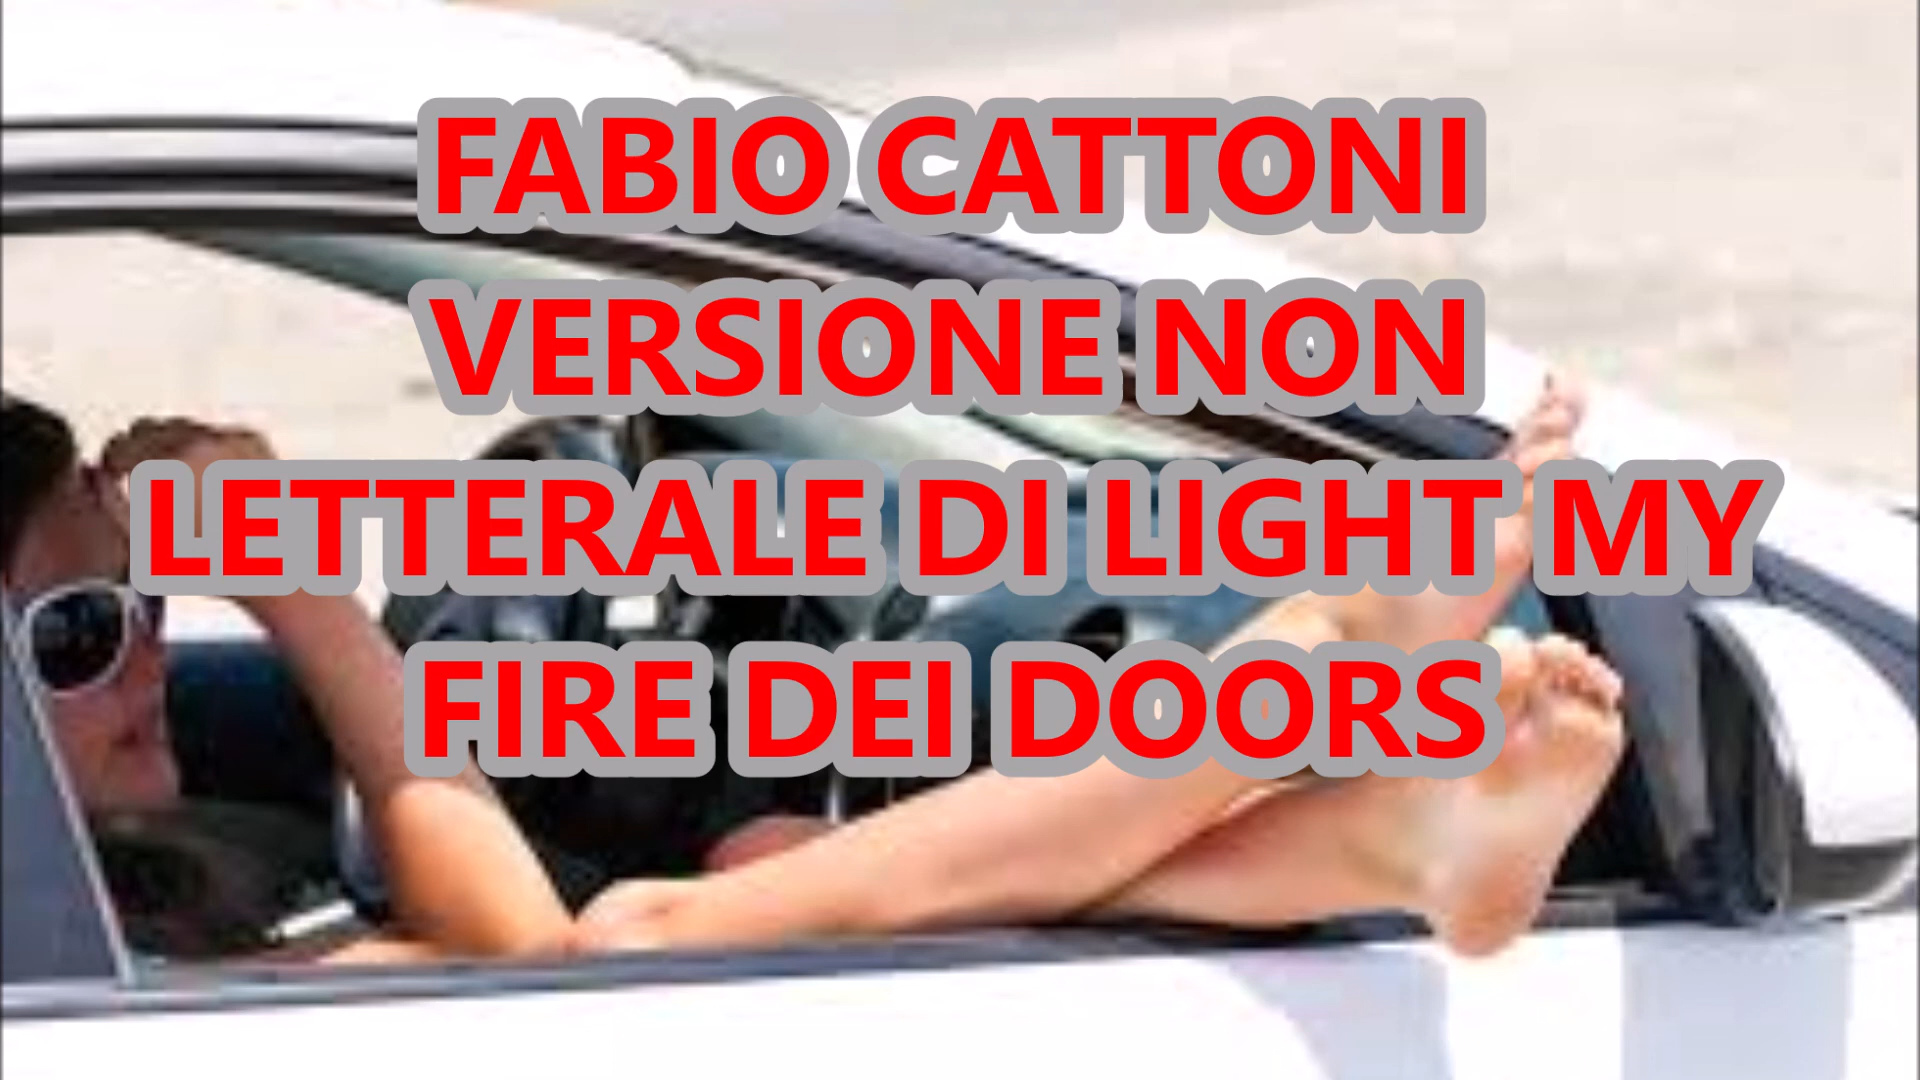 FABIO CATTONI
VERSIONE NON
LETTERALE DI LIGHT MY
FIRE DEI DOORS